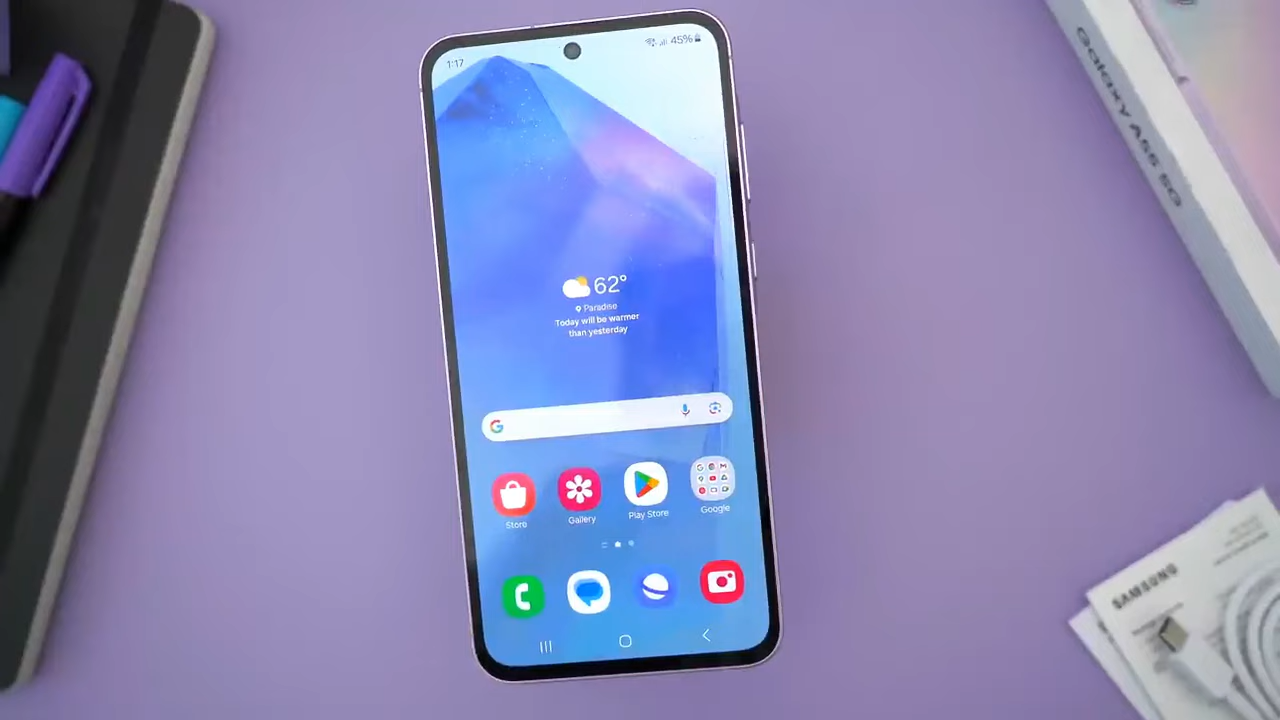 1:17
45%
Galaxy A55 5G
62°
Paradise
Today will be warmer
than yesterday
G
Store
Gallery
Play Store
Google
SAMSUNG